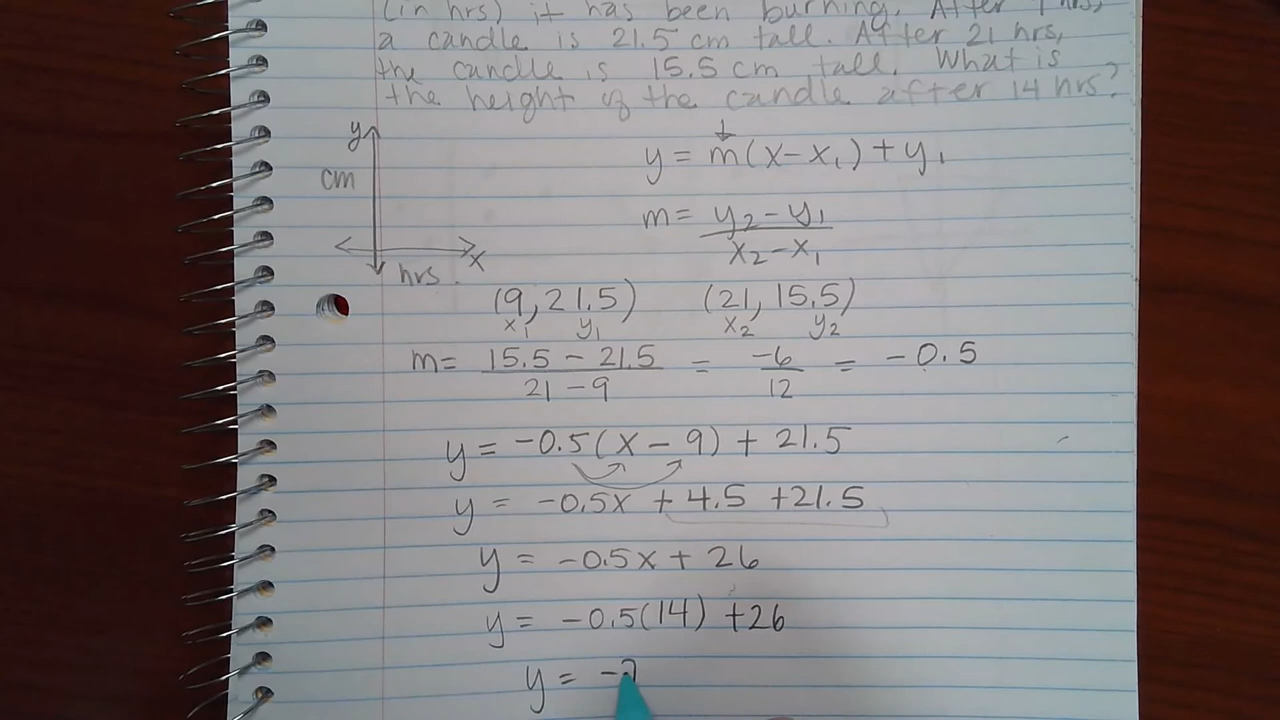 (in hrs) it has been burning. After hrs,
a candle is 21.5 cm tall. After 21 hrs,
the candle is 15.5 cm tall. What is
the height of the candle after 14 hrs?
y
y = m(x-x₁) + y₁
cm
m = y₂-y₁ / x₂-x₁
x
hrs.
(9, 21.5) (21, 15.5)
x₁ y₁ x₂ y₂
m = 15.5 - 21.5 / 21 - 9 = -6 / 12 = -0.5
y = -0.5(x - 9) + 21.5
y = -0.5x + 4.5 + 21.5
y = -0.5x + 26
y = -0.5(14) + 26
y = -